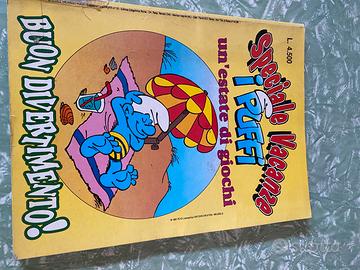 L. 4.500
Speciale Vacanze
i PUFFI
un'estate di giochi
BUON DIVERTIMENTO!